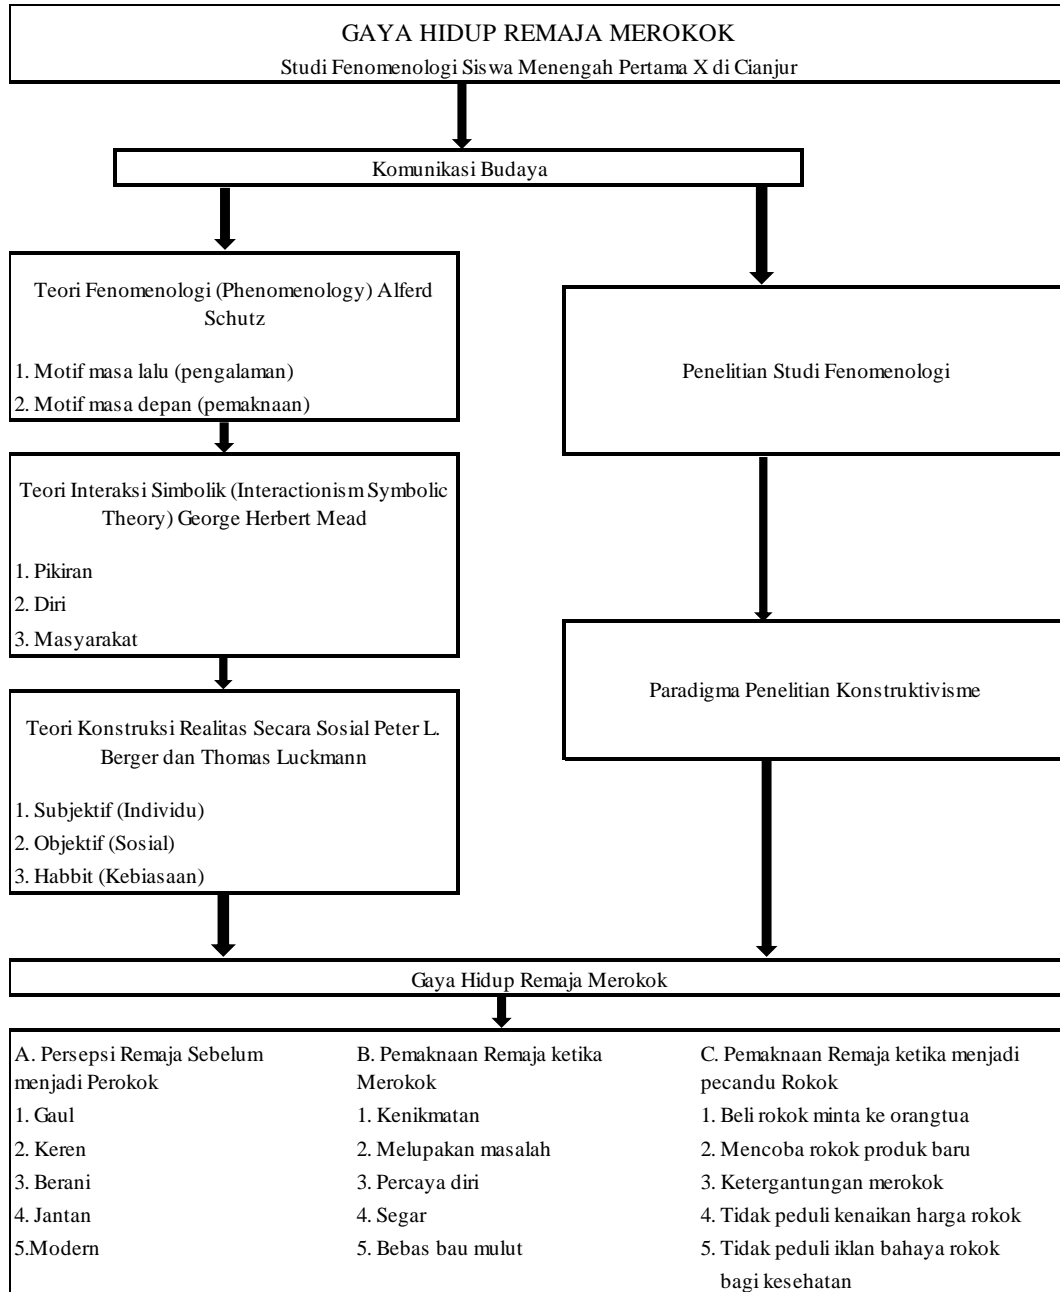 GAYA HIDUP REMAJA MEROKOK
Studi Fenomenologi Siswa Menengah Pertama X di Cianjur
Komunikasi Budaya
Teori Fenomenologi (Phenomenology) Alferd
Schutz
1. Motif masa lalu (pengalaman)
2. Motif masa depan (pemaknaan)
Penelitian Studi Fenomenologi
Teori Interaksi Simbolik (Interactionism Symbolic
Theory) George Herbert Mead
1. Pikiran
2. Diri
3. Masyarakat
Paradigma Penelitian Konstruktivisme
Teori Konstruksi Realitas Secara Sosial Peter L.
Berger dan Thomas Luckmann
1. Subjektif (Individu)
2. Objektif (Sosial)
3. Habbit (Kebiasaan)
Gaya Hidup Remaja Merokok
A. Persepsi Remaja Sebelum
menjadi Perokok
1. Gaul
2. Keren
3. Berani
4. Jantan
5.Modern
B. Pemaknaan Remaja ketika
Merokok
1. Kenikmatan
2. Melupakan masalah
3. Percaya diri
4. Segar
5. Bebas bau mulut
C. Pemaknaan Remaja ketika menjadi
pecandu Rokok
1. Beli rokok minta ke orangtua
2. Mencoba rokok produk baru
3. Ketergantungan merokok
4. Tidak peduli kenaikan harga rokok
5. Tidak peduli iklan bahaya rokok
bagi kesehatan